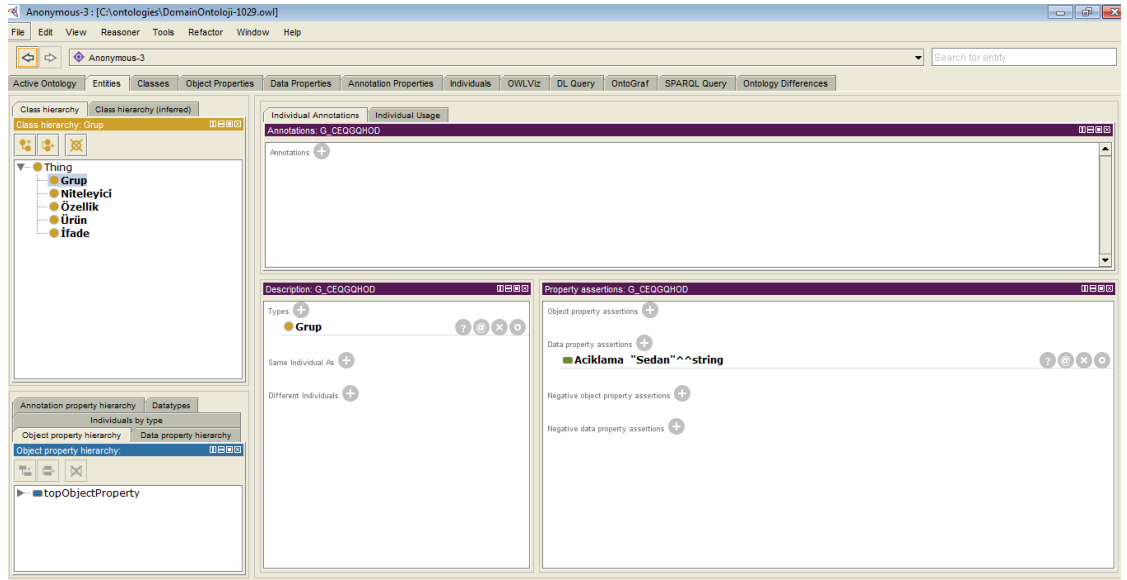 Anonymous-3 : [C:\ontologies\DomainOntoloji-1029.owl]
File Edit View Reasoner Tools Refactor Window Help
Anonymous-3
Search for entity
Active Ontology Entities Classes Object Properties Data Properties Annotation Properties Individuals OWLViz DL Query OntoGraf SPARQL Query Ontology Differences
Class hierarchy Class hierarchy (inferred)
Class hierarchy: Grup
Thing
Grup
Niteleyici
Özellik
Ürün
İfade
Individual Annotations Individual Usage
Annotations: G_CEQGQHOD
Annotations
Annotation property hierarchy Datatypes
Individuals by type
Object property hierarchy Data property hierarchy
Object property hierarchy:
topObjectProperty
Description: G_CEQGQHOD
Types
Grup
Same Individual As
Different Individuals
Property assertions: G_CEQGQHOD
Object property assertions
Data property assertions
Aciklama "Sedan"^^string
Negative object property assertions
Negative data property assertions